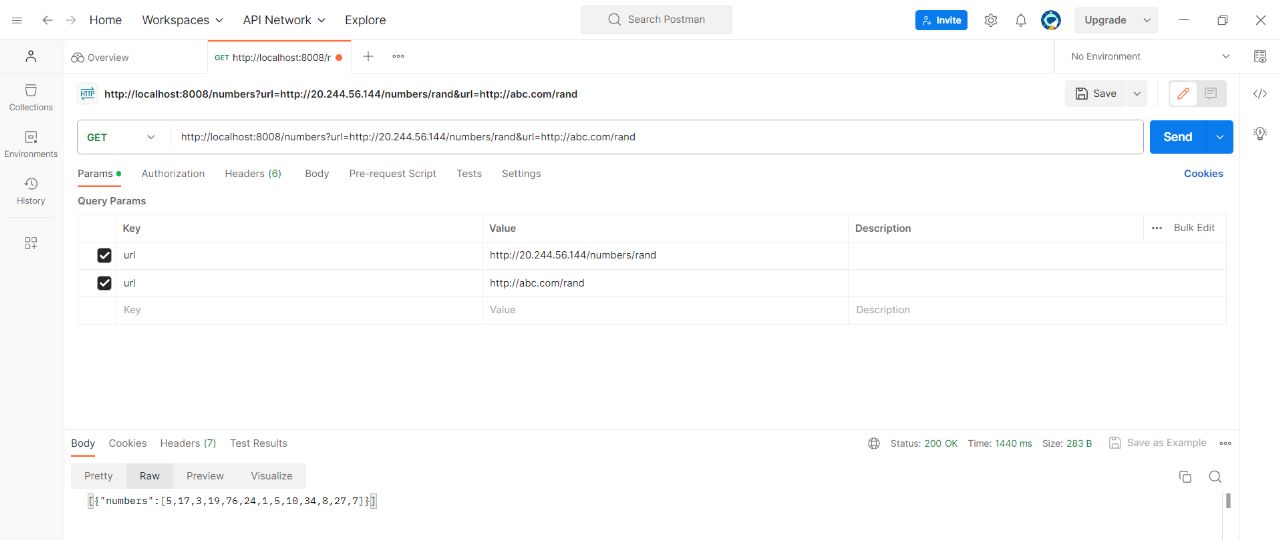 Home Workspaces API Network Explore Search Postman Invite Upgrade
Overview GET http://localhost:8008/r No Environment
Collections
Environments
History
HTTP http://localhost:8008/numbers?url=http://20.244.56.144/numbers/rand&url=http://abc.com/rand Save
GET http://localhost:8008/numbers?url=http://20.244.56.144/numbers/rand&url=http://abc.com/rand Send
Params Authorization Headers (6) Body Pre-request Script Tests Settings Cookies
Query Params
Key Value Description Bulk Edit
url http://20.244.56.144/numbers/rand
url http://abc.com/rand
Key Value Description
Body Cookies Headers (7) Test Results Status: 200 OK Time: 1440 ms Size: 283 B Save as Example
Pretty Raw Preview Visualize
[{"numbers":[5,17,3,19,76,24,1,5,10,34,8,27,7]}]